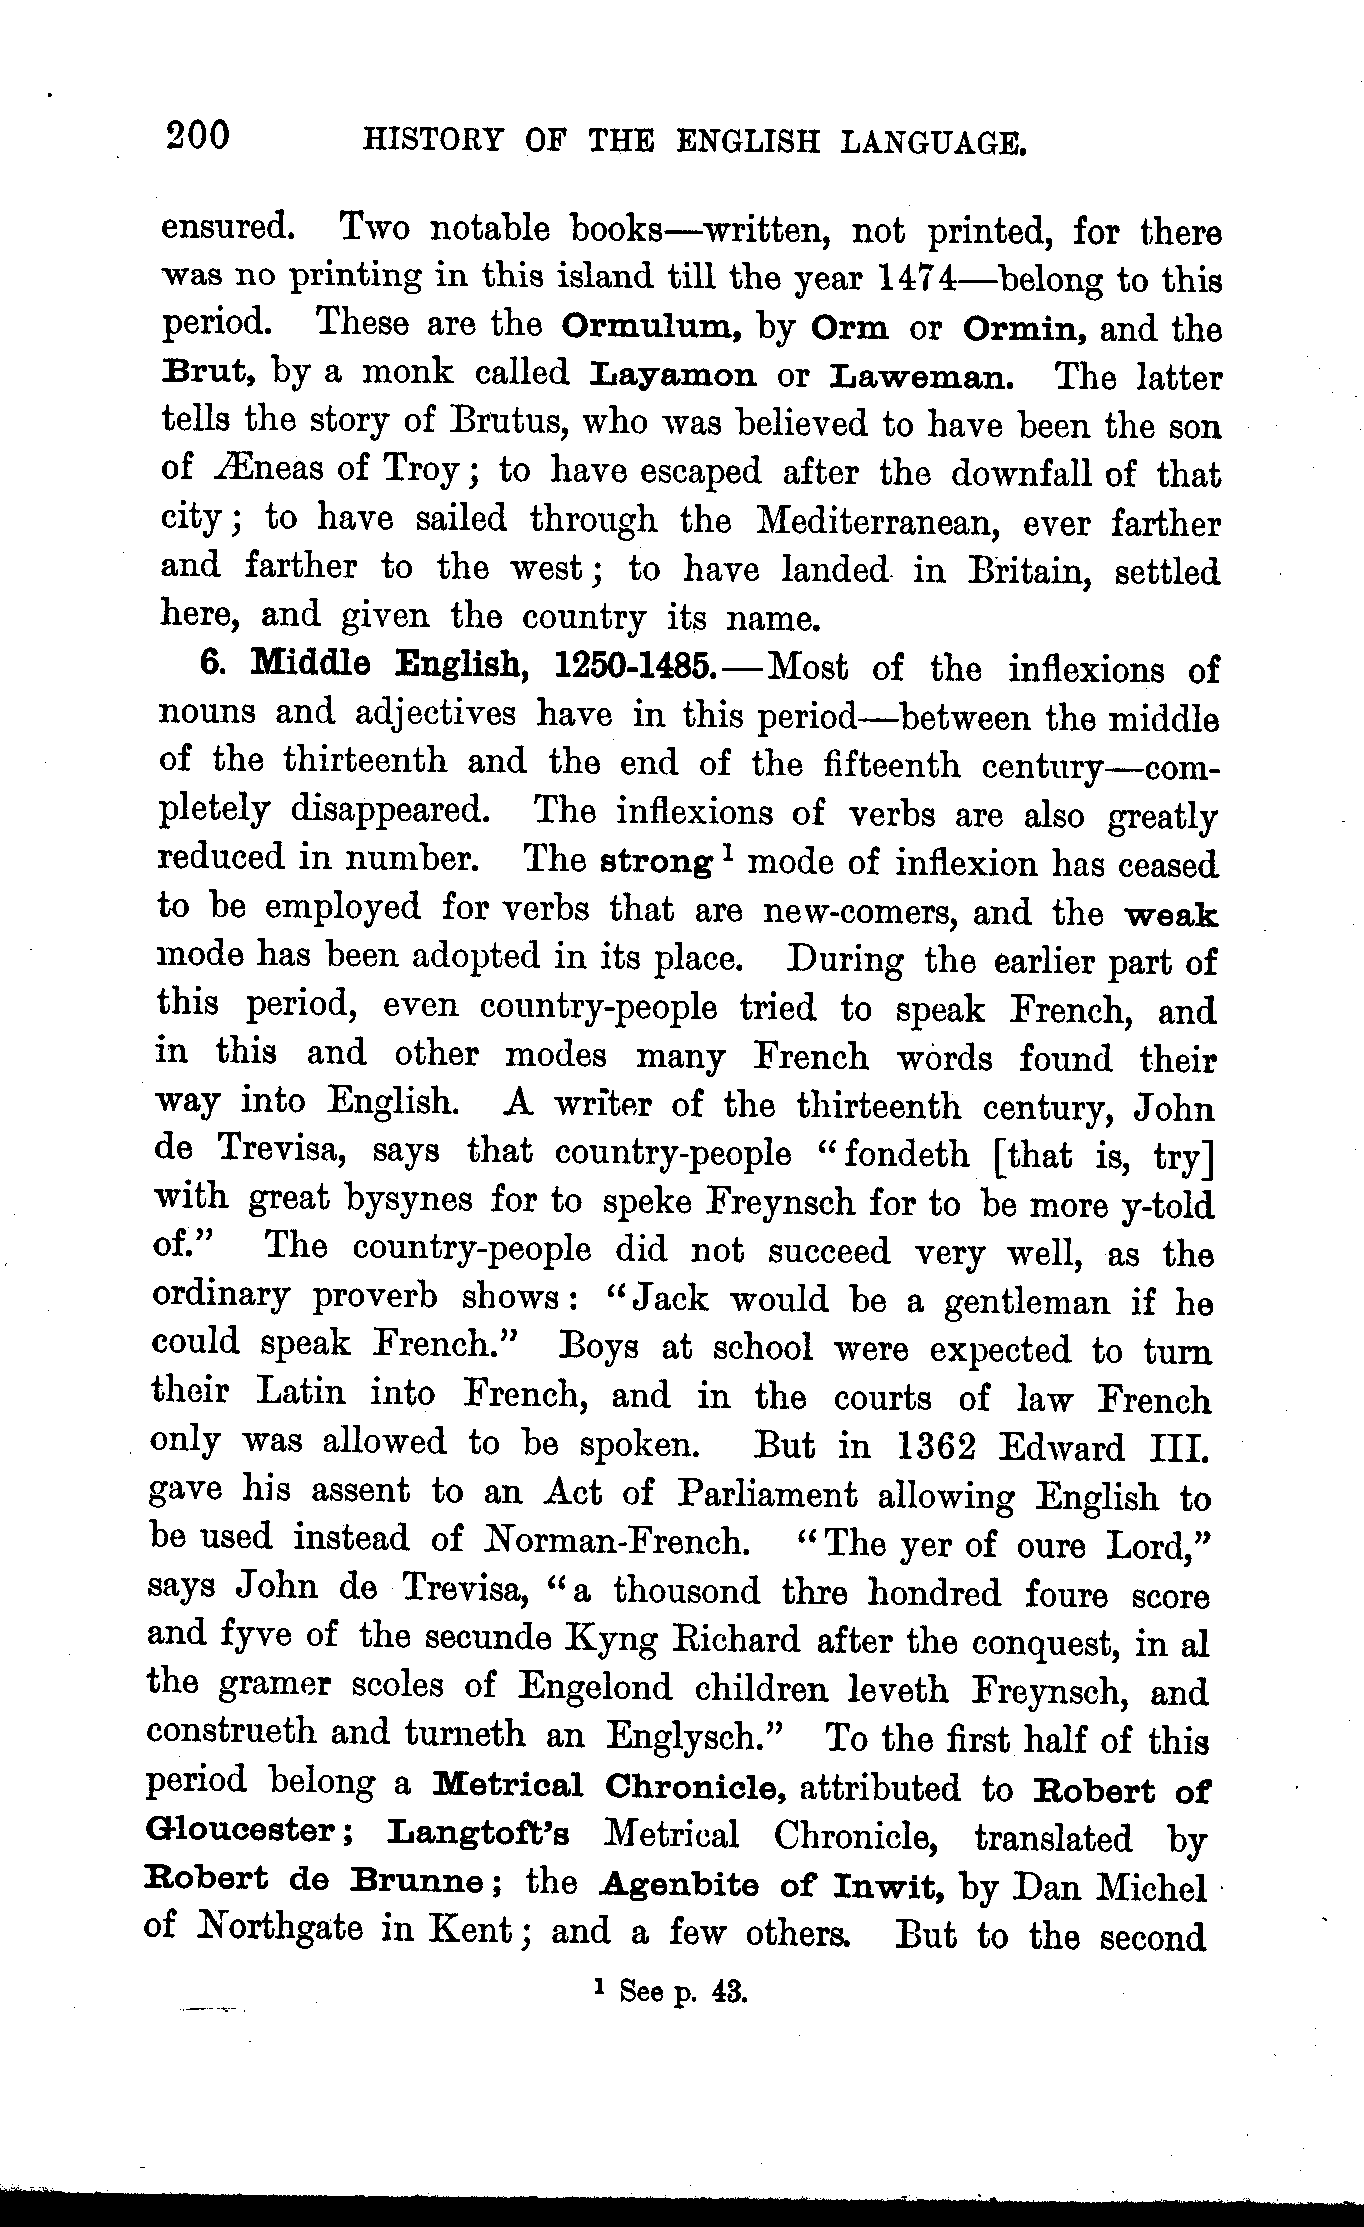 200 HISTORY OF THE ENGLISH LANGUAGE.
ensured. Two notable books—written, not printed, for there
was no printing in this island till the year 1474—belong to this
period. These are the Ormulum, by Orm or Ormin, and the
Brut, by a monk called Layamon or Laweman. The latter
tells the story of Brutus, who was believed to have been the son
of Æneas of Troy; to have escaped after the downfall of that
city; to have sailed through the Mediterranean, ever farther
and farther to the west; to have landed in Britain, settled
here, and given the country its name.
6. Middle English, 1250-1485.—Most of the inflexions of
nouns and adjectives have in this period—between the middle
of the thirteenth and the end of the fifteenth century—com-
pletely disappeared. The inflexions of verbs are also greatly
reduced in number. The strong¹ mode of inflexion has ceased
to be employed for verbs that are new-comers, and the weak
mode has been adopted in its place. During the earlier part of
this period, even country-people tried to speak French, and
in this and other modes many French words found their
way into English. A writer of the thirteenth century, John
de Trevisa, says that country-people “fondeth [that is, try]
with great bysynes for to speke Freynsch for to be more y-told
of.” The country-people did not succeed very well, as the
ordinary proverb shows: “Jack would be a gentleman if he
could speak French.” Boys at school were expected to turn
their Latin into French, and in the courts of law French
only was allowed to be spoken. But in 1362 Edward III.
gave his assent to an Act of Parliament allowing English to
be used instead of Norman-French. “The yer of oure Lord,”
says John de Trevisa, “a thousond thre hondred foure score
and fyve of the secunde Kyng Richard after the conquest, in al
the gramer scoles of Engelond children leveth Freynsch, and
construeth and turneth an Englysch.” To the first half of this
period belong a Metrical Chronicle, attributed to Robert of
Gloucester; Langtoft’s Metrical Chronicle, translated by
Robert de Brunne; the Agenbite of Inwit, by Dan Michel
of Northgate in Kent; and a few others. But to the second
¹ See p. 43.